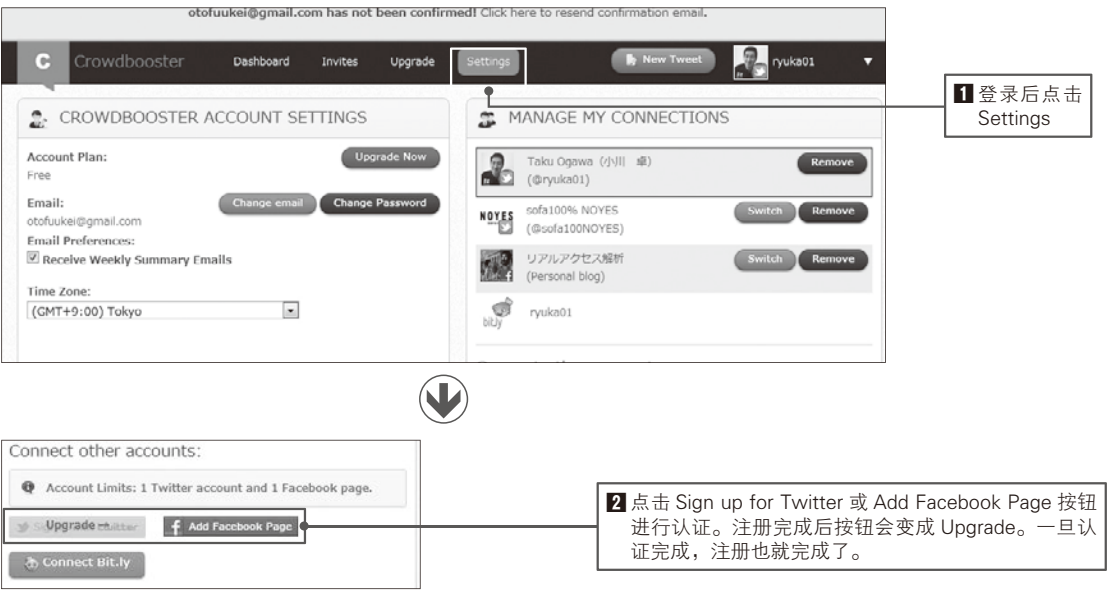 otofuukei@gmail.com has not been confirmed! Click here to resend confirmation email.
C Crowdbooster Dashboard Invites Upgrade Settings New Tweet ryuka01
1 登录后点击
Settings
CROWDBOOSTER ACCOUNT SETTINGS
Account Plan: Upgrade Now
Free
Email: Change email Change Password
otofuukei@gmail.com
Email Preferences:
Receive Weekly Summary Emails
Time Zone:
(GMT+9:00) Tokyo
MANAGE MY CONNECTIONS
Taku Ogawa (小川 卓) Remove
(@ryuka01)
NOYES sofa100% NOYES Switch Remove
(@sofa100NOYES)
リアルアクセス解析 Switch Remove
(Personal blog)
bit.ly ryuka01
Connect other accounts:
Account Limits: 1 Twitter account and 1 Facebook page.
Upgrade Add Facebook Page
Connect Bit.ly
2 点击 Sign up for Twitter 或 Add Facebook Page 按钮
进行认证。注册完成后按钮会变成 Upgrade。一旦认
证完成，注册也就完成了。